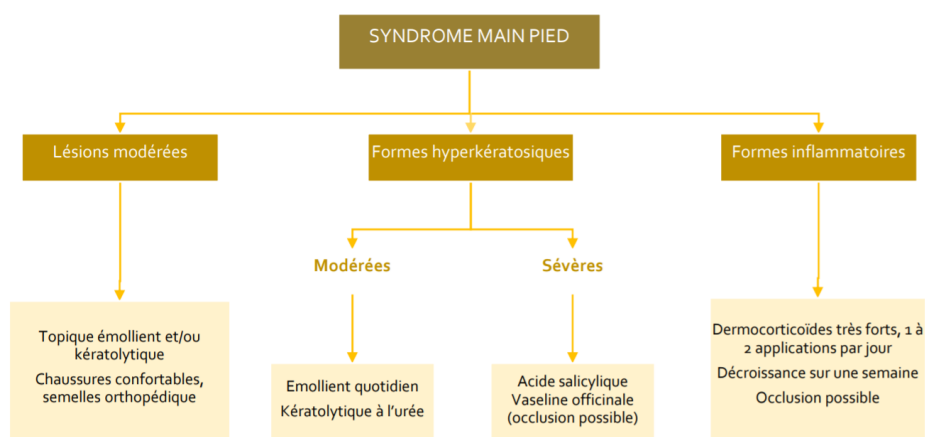 SYNDROME MAIN PIED
Lésions modérées
Formes hyperkératosiques
Formes inflammatoires
Modérées
Sévères
Topique émollient et/ou
kératolytique
Chaussures confortables,
semelles orthopédique
Emollient quotidien
Kératolytique à l'urée
Acide salicylique
Vaseline officinale
(occlusion possible)
Dermocorticoïdes très forts, 1 à
2 applications par jour
Décroissance sur une semaine
Occlusion possible